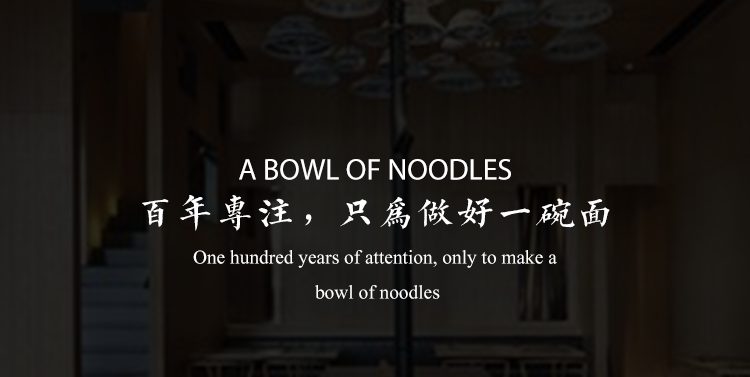 A BOWL OF NOODLES
百年專注，只爲做好一碗面
One hundred years of attention, only to make a
bowl of noodles